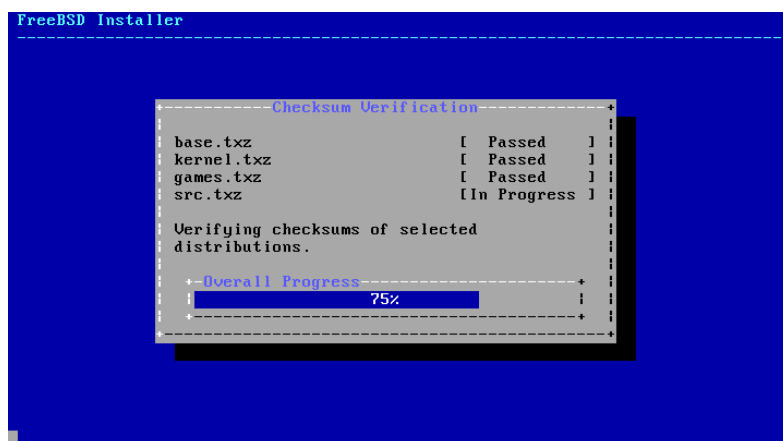 FreeBSD Installer
Checksum Verification
base.txz [ Passed ]
kernel.txz [ Passed ]
games.txz [ Passed ]
src.txz [In Progress ]
Verifying checksums of selected
distributions.
Overall Progress
75%